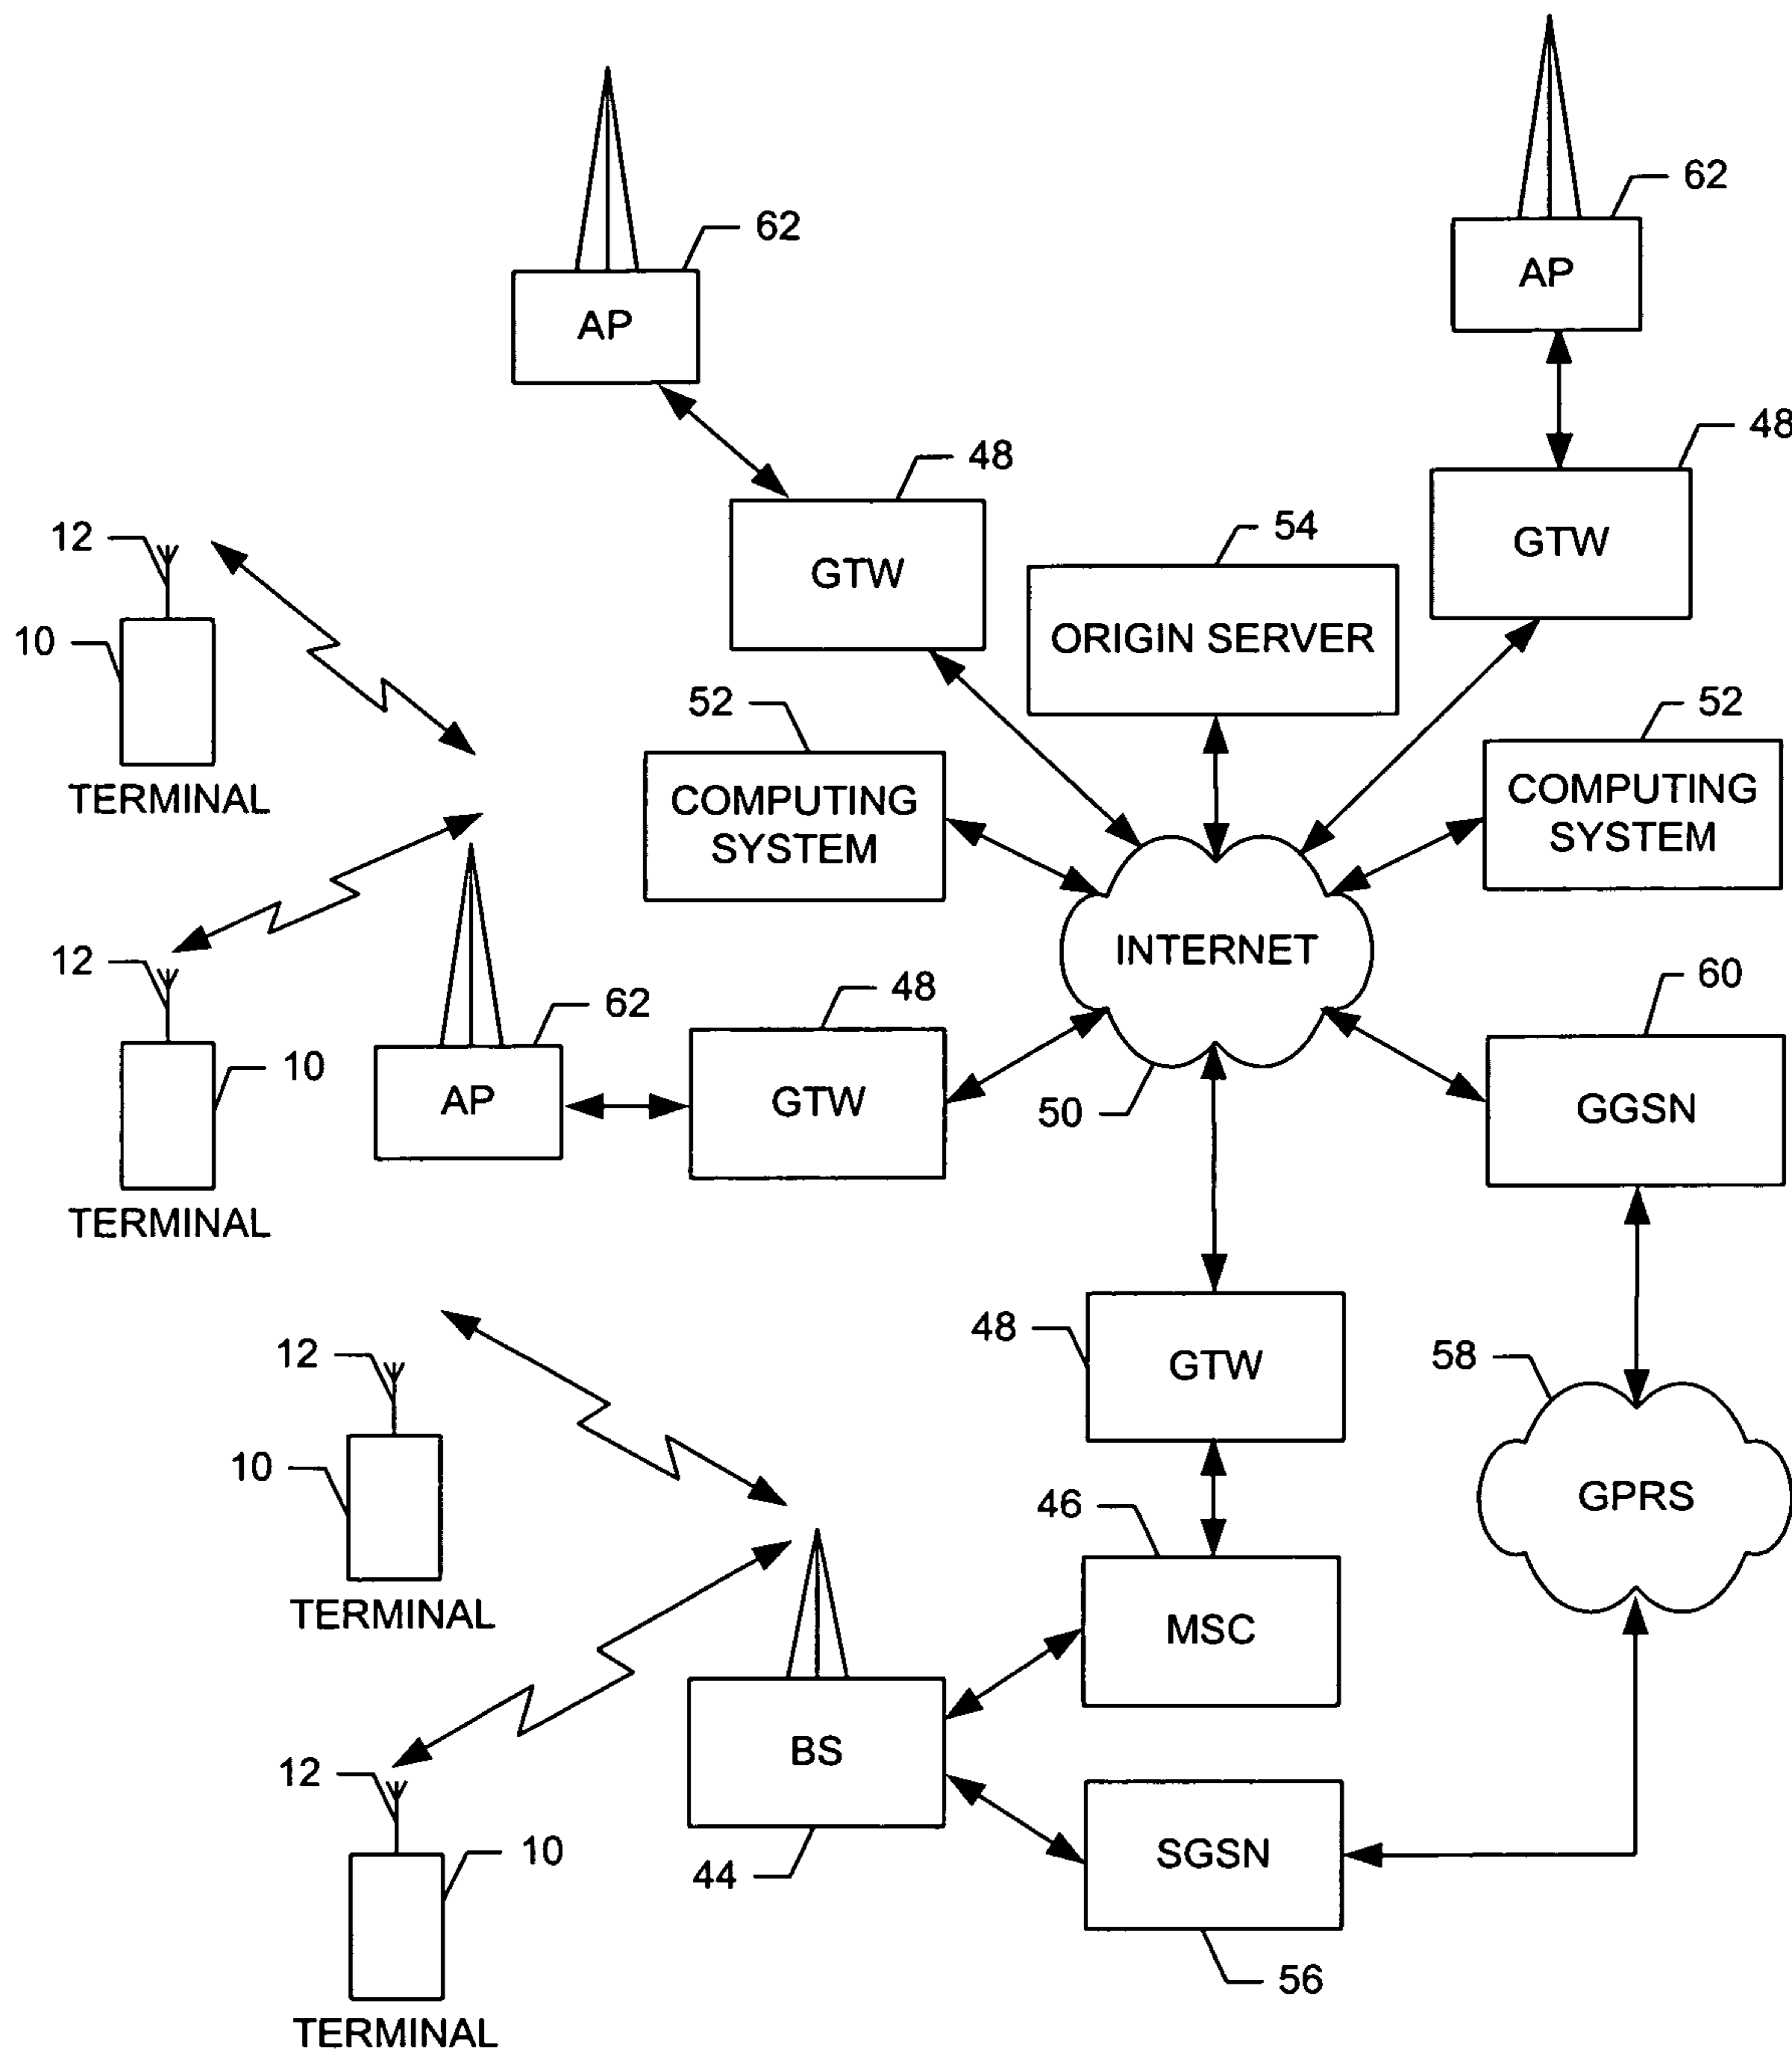 62
AP
62
AP
48
GTW
48
GTW
54
ORIGIN SERVER
12
10
TERMINAL
52
COMPUTING
SYSTEM
52
COMPUTING
SYSTEM
INTERNET
50
12
10
TERMINAL
62
AP
48
GTW
60
GGSN
48
GTW
58
GPRS
12
10
TERMINAL
46
MSC
BS
44
SGSN
56
12
10
TERMINAL